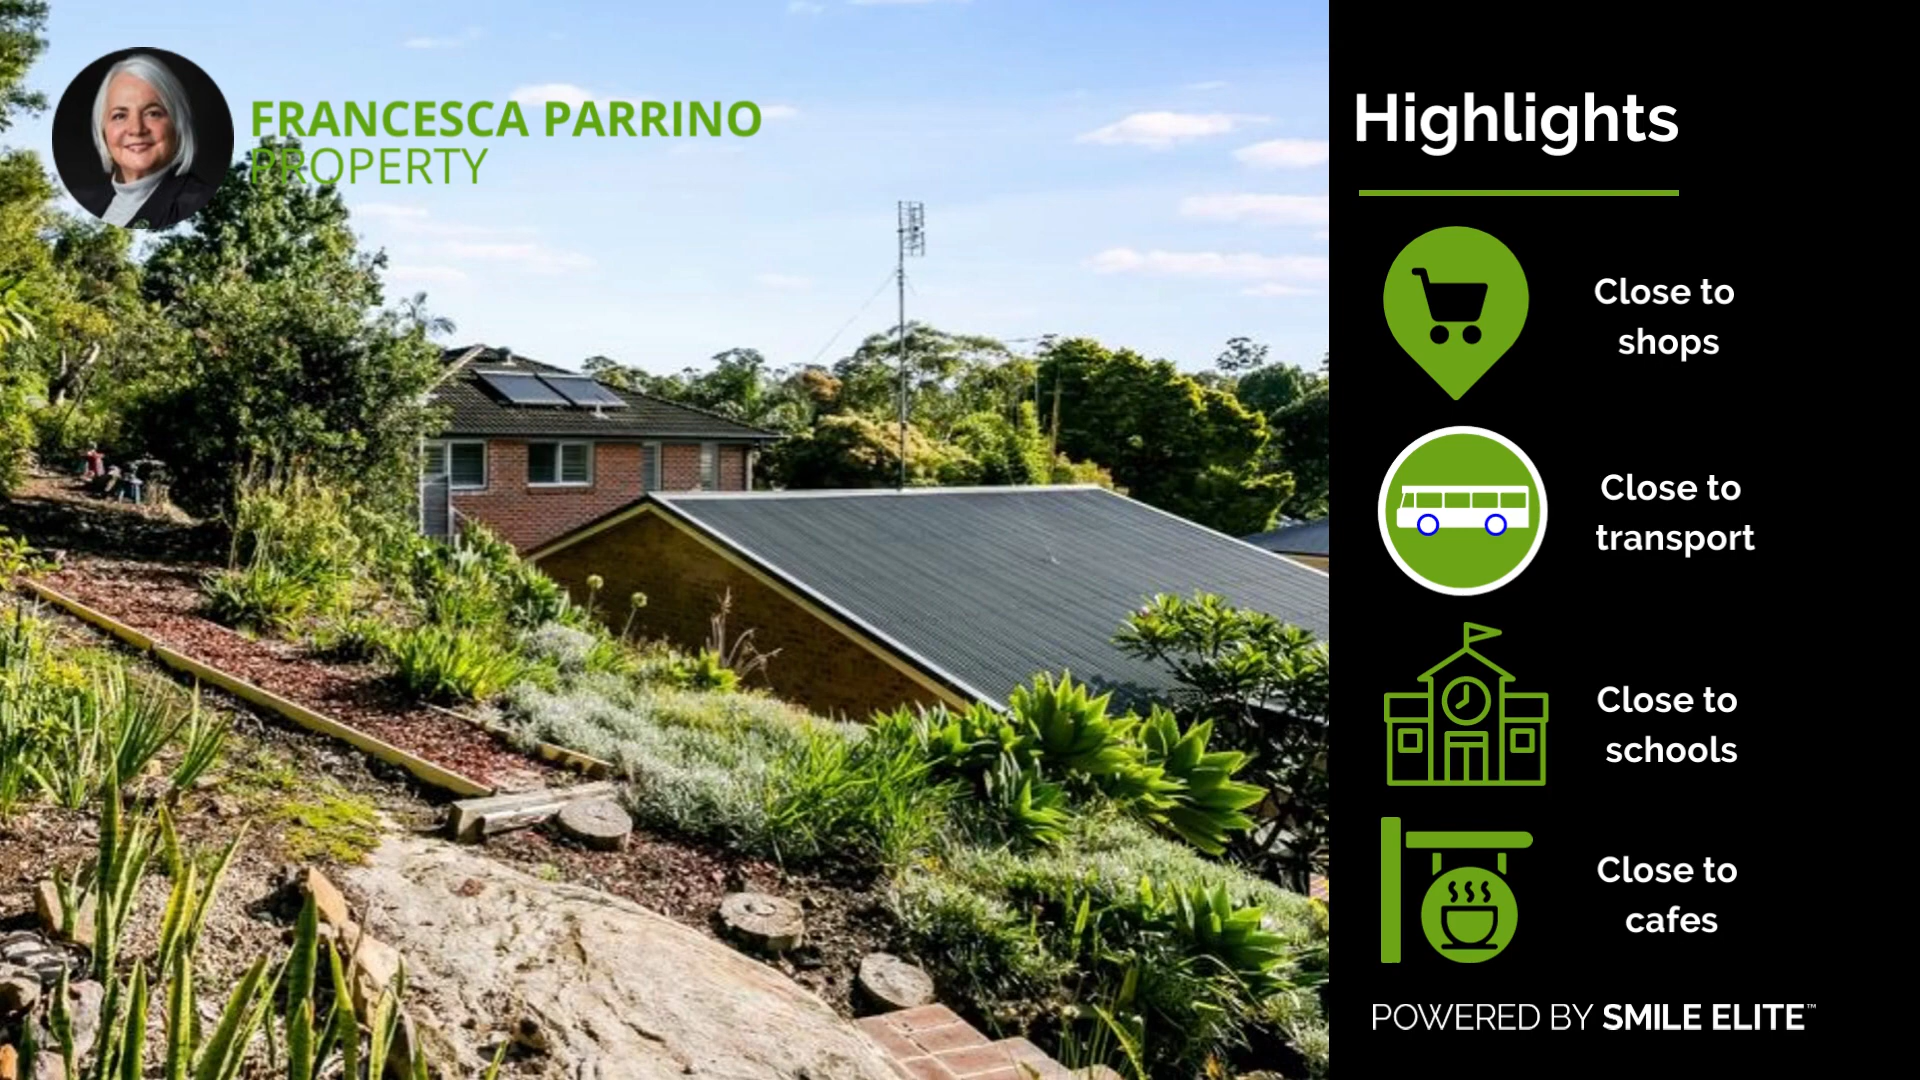 FRANCESCA PARRINO
PROPERTY
Highlights
Close to
shops
Close to
transport
Close to
schools
Close to
cafes
POWERED BY SMILE ELITE™